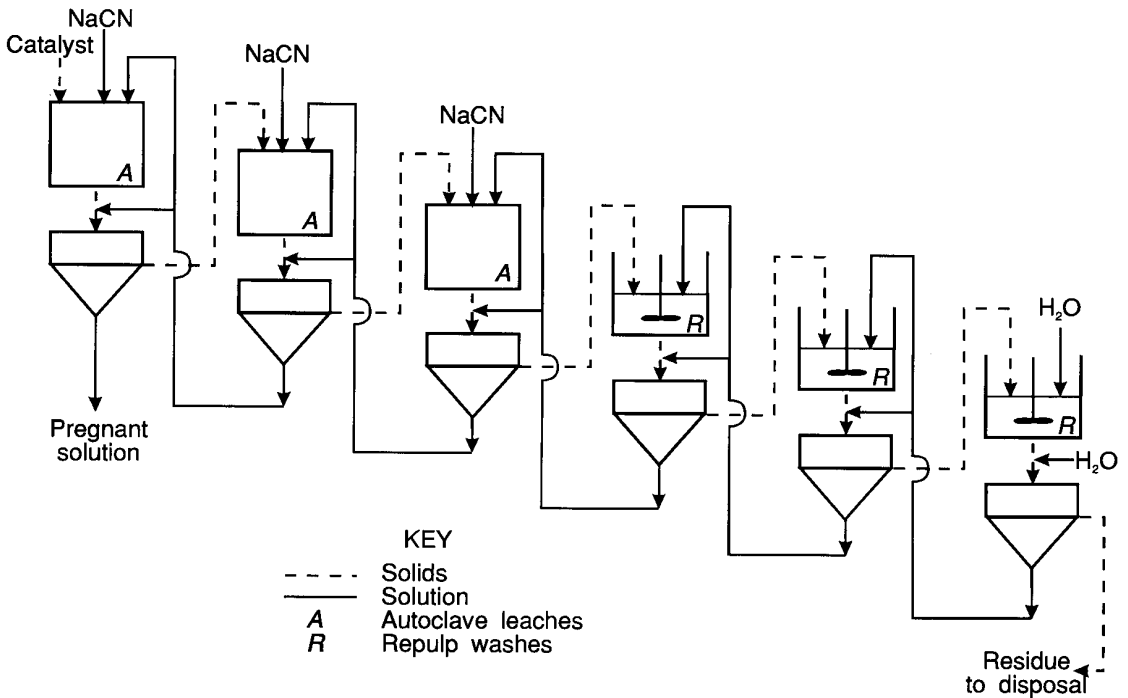 NaCN
Catalyst
NaCN
NaCN
A
A
A
R
R
H₂O
R
H₂O
Pregnant
solution
KEY
Solids
Solution
A Autoclave leaches
R Repulp washes
Residue
to disposal